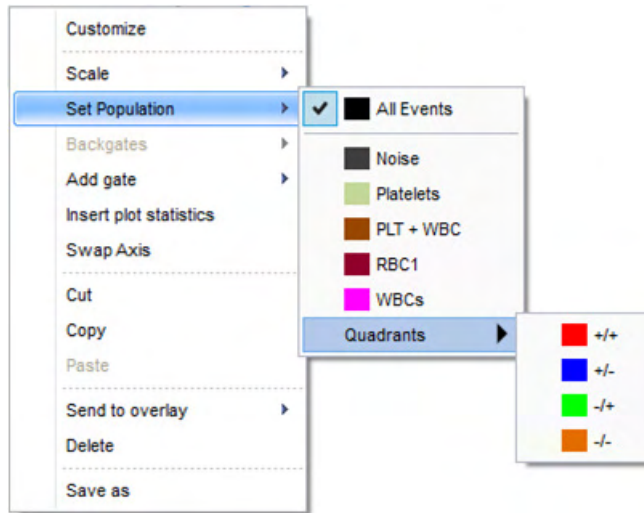 Customize
Scale
Set Population
Backgates
Add gate
Insert plot statistics
Swap Axis
Cut
Copy
Paste
Send to overlay
Delete
Save as
All Events
Noise
Platelets
PLT + WBC
RBC1
WBCs
Quadrants
+/+
+/-
-/+
-/-